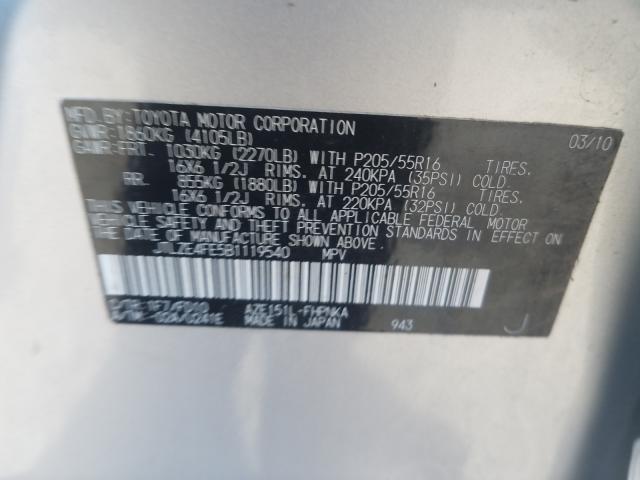 MFD.BY:TOYOTA MOTOR CORPORATION 03/10
GVWR:1860KG (4105LB)
GAWR:FRT. 1030KG (2270LB) WITH P205/55R16 TIRES.
16X6 1/2J RIMS. AT 240KPA (35PSI) COLD
RR. 855KG (1880LB) WITH P205/55R16 TIRES.
16X6 1/2J RIMS. AT 220KPA (32PSI) COLD.
THIS VEHICLE CONFORMS TO ALL APPLICABLE FEDERAL MOTOR
VEHICLE SAFETY AND THEFT PREVENTION STANDARDS IN EFFECT ON
THE DATE OF MANUFACTURE SHOWN ABOVE.
MPV
AZE151L-FHPNKA
MADE IN JAPAN 943 J